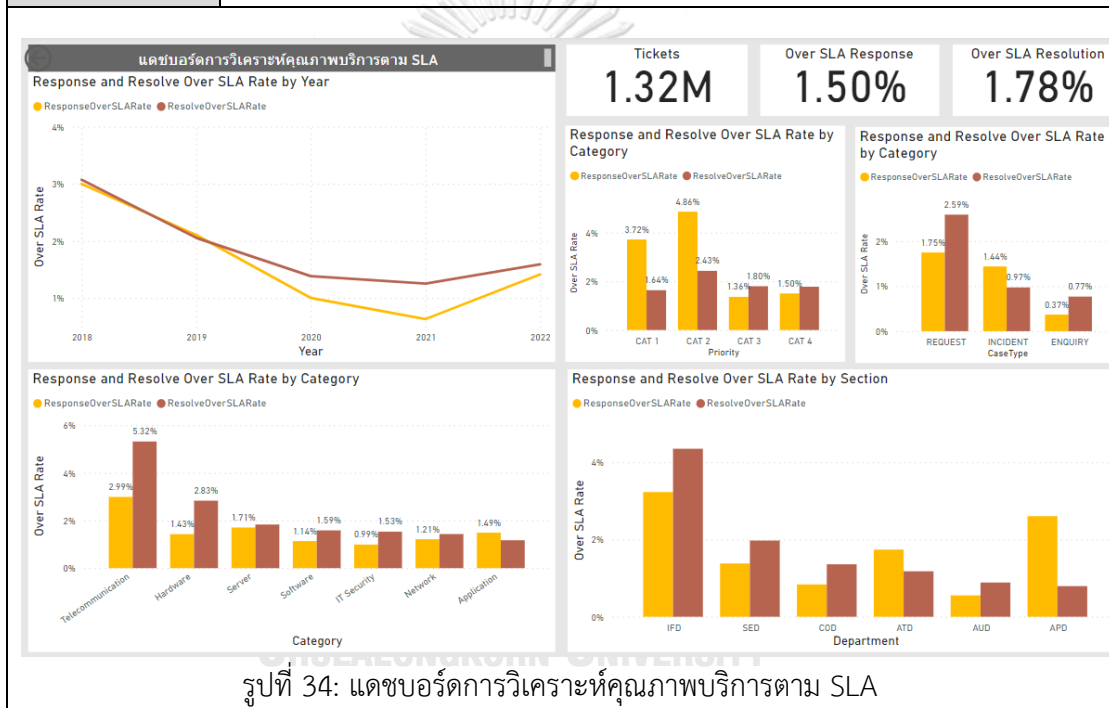 แดชบอร์ดการวิเคราะห์คุณภาพบริการตาม SLA
Response and Resolve Over SLA Rate by Year
ResponseOverSLARate ResolveOverSLARate
4%
3%
2%
1%
Over SLA Rate
2018 2019 2020 2021 2022
Year
Tickets
1.32M
Over SLA Response
1.50%
Over SLA Resolution
1.78%
Response and Resolve Over SLA Rate by
Category
ResponseOverSLARate ResolveOverSLARate
4%
2%
0%
Over SLA Rate
3.72% 1.64% 4.86% 2.43% 1.36% 1.80% 1.50%
CAT 1 CAT 2 CAT 3 CAT 4
Priority
Response and Resolve Over SLA Rate
by Category
ResponseOverSLARate ResolveOverSLARate
2%
1%
0%
Over SLA Rate
1.75% 2.59% 1.44% 0.97% 0.37% 0.77%
REQUEST INCIDENT ENQUIRY
CaseType
Response and Resolve Over SLA Rate by Category
ResponseOverSLARate ResolveOverSLARate
6%
4%
2%
0%
Over SLA Rate
2.99% 5.32% 1.43% 2.83% 1.71% 1.14% 1.59% 0.99% 1.53% 1.21% 1.49%
Telecommunication Hardware Server Software IT Security Network Application
Category
Response and Resolve Over SLA Rate by Section
ResponseOverSLARate ResolveOverSLARate
4%
2%
0%
Over SLA Rate
IFD SED COD ATD AUD APD
Department
รูปที่ 34: แดชบอร์ดการวิเคราะห์คุณภาพบริการตาม SLA